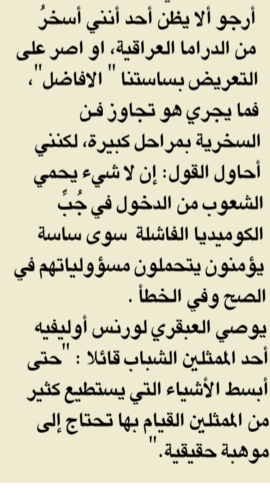 أرجو ألا يظن أحد أنني أسخرُ
من الدراما العراقية، او اصر على
التعريض بساستنا " الافاضل"،
فما يجري هو تجاوز فن
السخرية بمراحل كبيرة، لكنني
أحاول القول: إن لا شيء يحمي
الشعوب من الدخول في جُبِّ
الكوميديا الفاشلة سوى ساسة
يؤمنون يتحملون مسؤولياتهم في
الصح وفي الخطأ .
يوصي العبقري لورنس أوليفيه
أحد الممثلين الشباب قائلا : "حتى
أبسط الأشياء التي يستطيع كثير
من الممثلين القيام بها تحتاج إلى
موهبة حقيقية."